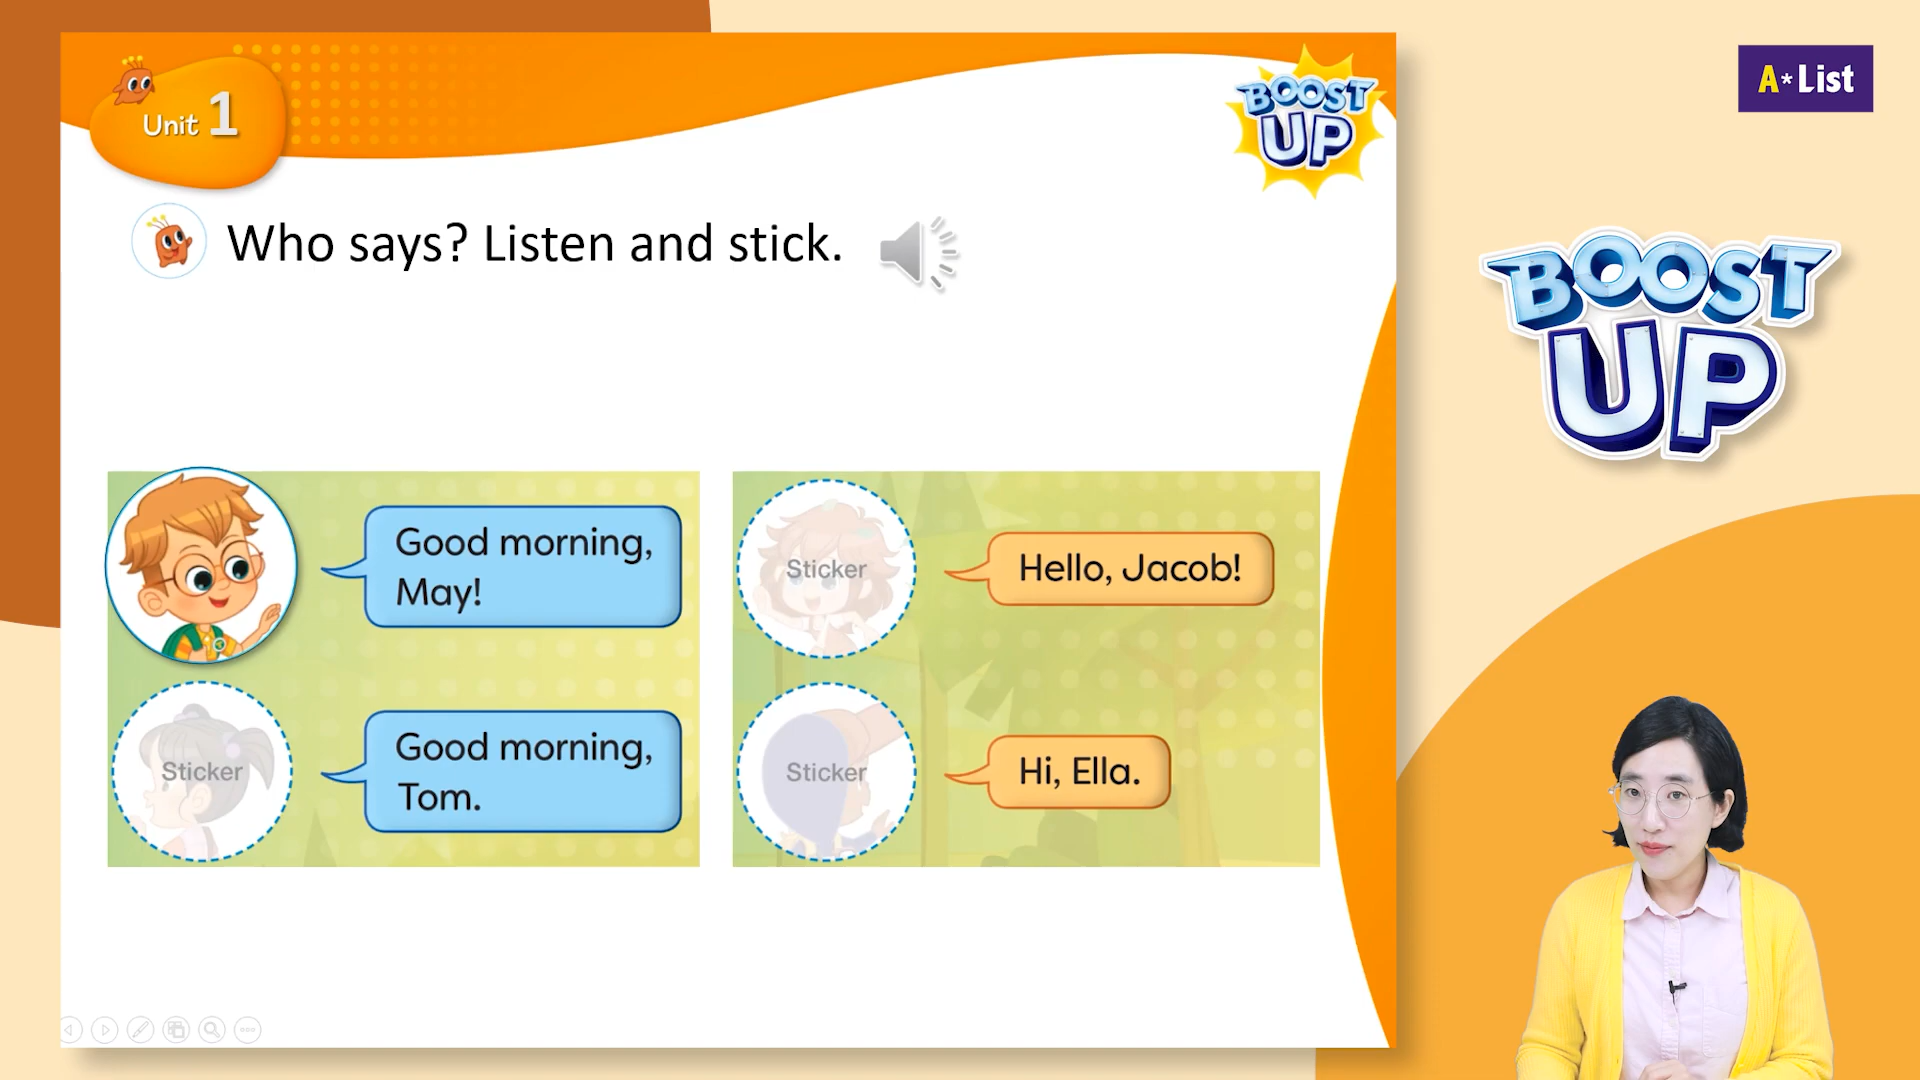 Unit 1
BOOST
UP
A*List
Who says? Listen and stick.
BOOST
UP
Good morning,
May!
Sticker
Good morning,
Tom.
Sticker
Hello, Jacob!
Sticker
Hi, Ella.